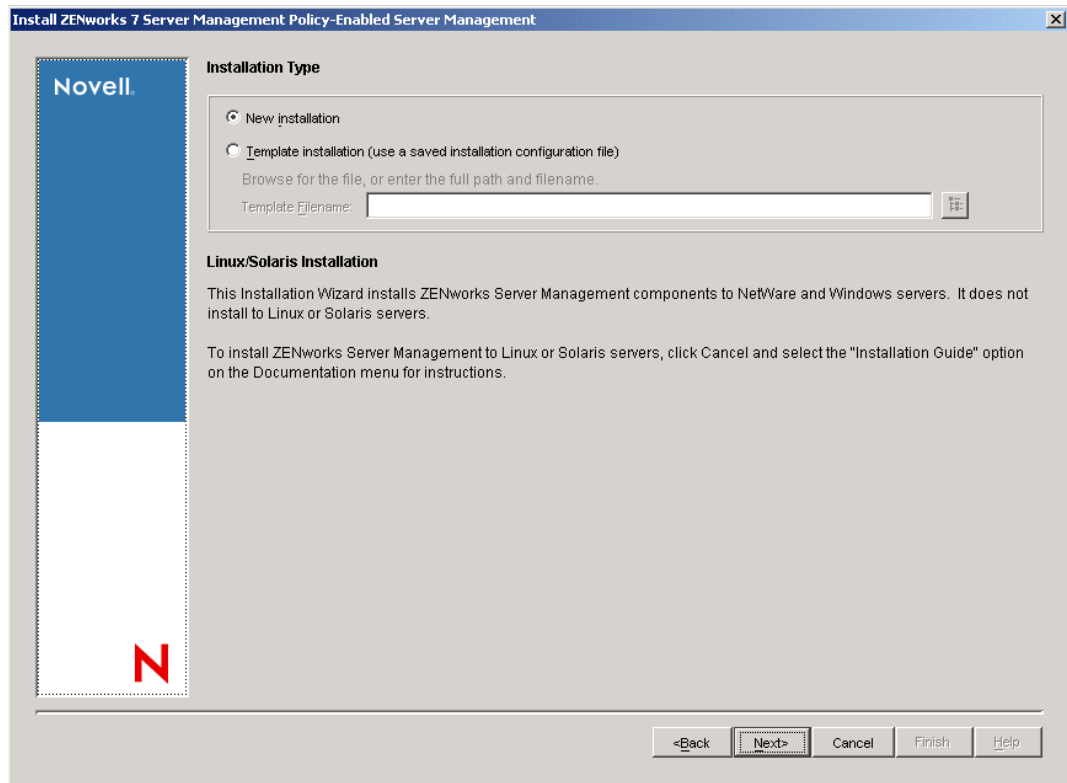 Install ZENworks 7 Server Management Policy-Enabled Server Management
Novell.
Installation Type
New installation
Template installation (use a saved installation configuration file)
Browse for the file, or enter the full path and filename.
Template Filename:
Linux/Solaris Installation
This Installation Wizard installs ZENworks Server Management components to NetWare and Windows servers. It does not
install to Linux or Solaris servers.
To install ZENworks Server Management to Linux or Solaris servers, click Cancel and select the "Installation Guide" option
on the Documentation menu for instructions.
N
<Back Next> Cancel Finish Help